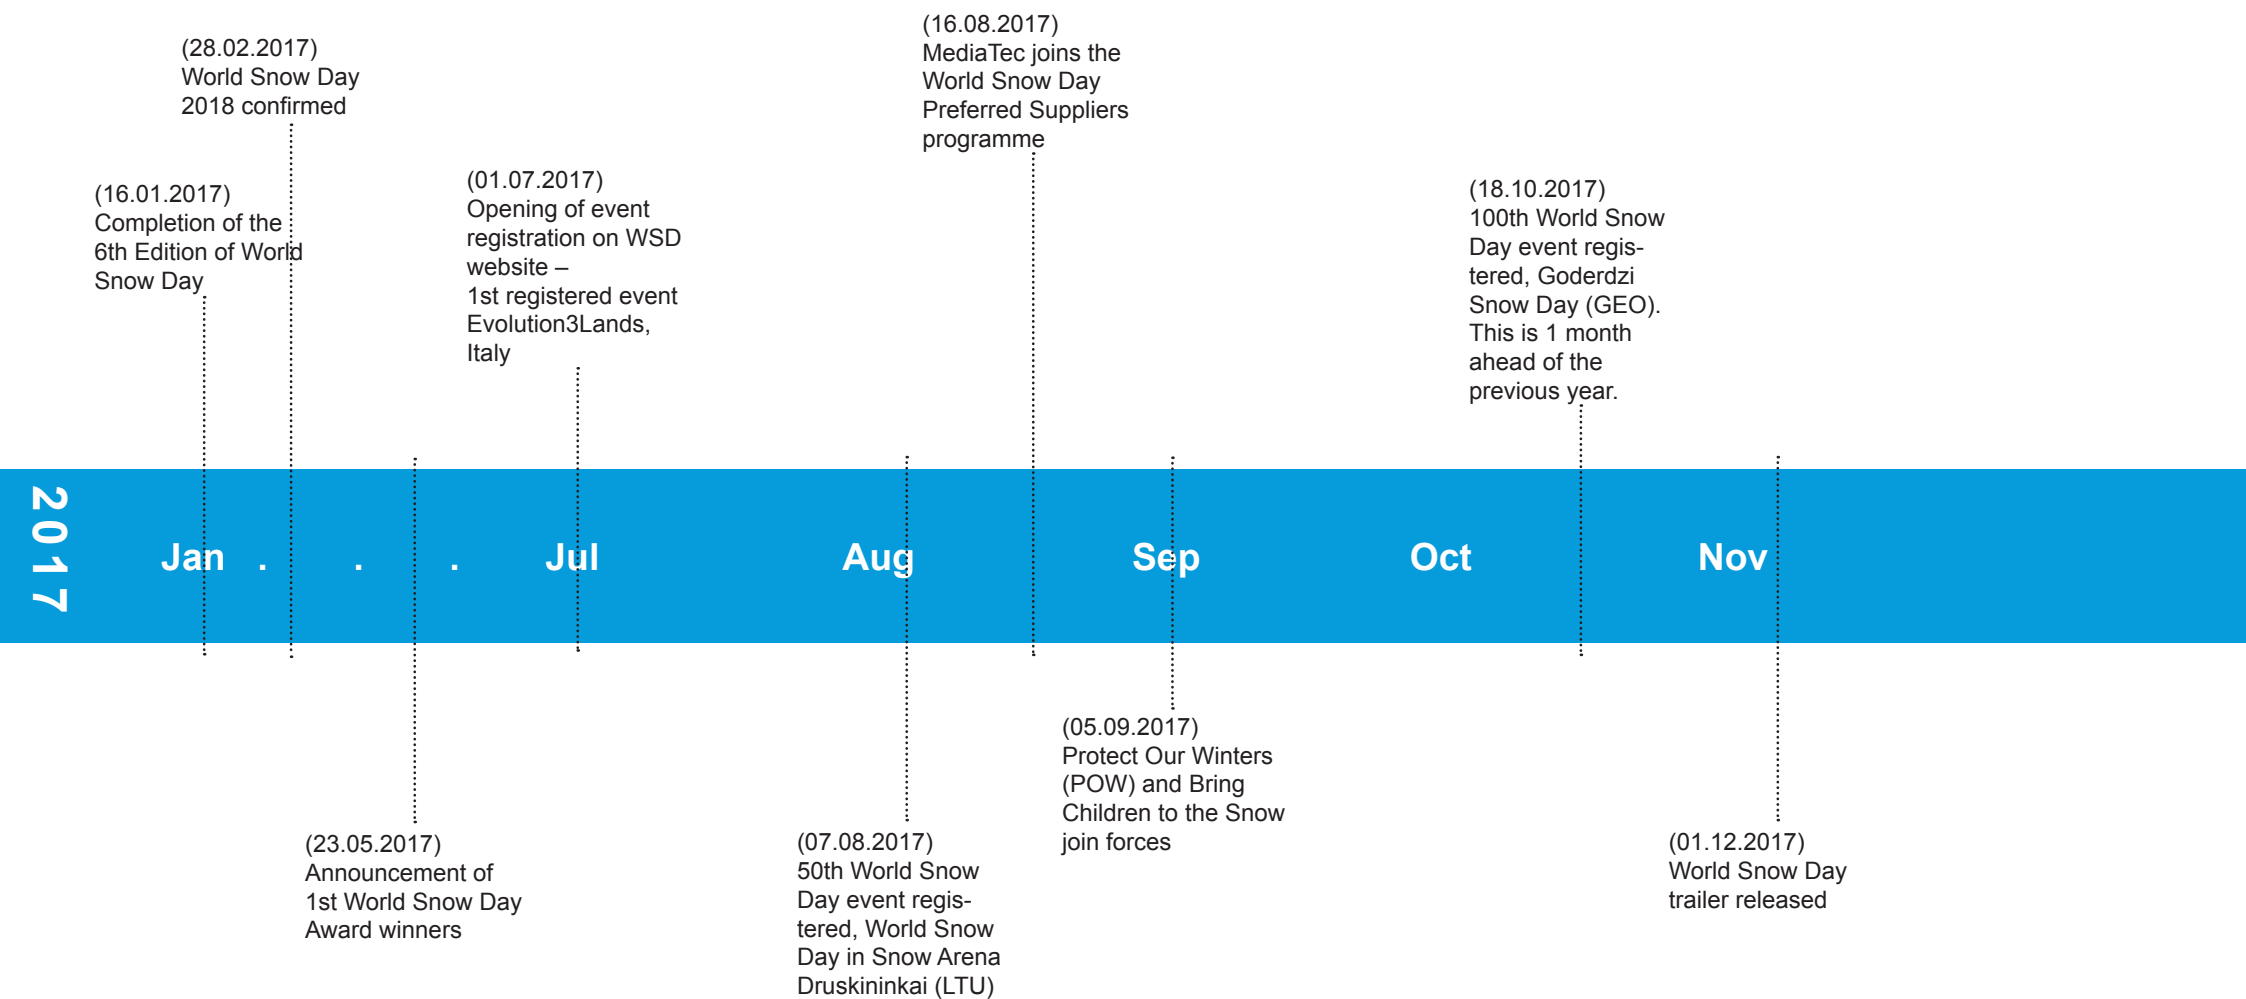 (28.02.2017)
World Snow Day
2018 confirmed
(16.01.2017)
Completion of the
6th Edition of World
Snow Day
(01.07.2017)
Opening of event
registration on WSD
website –
1st registered event
Evolution3Lands,
Italy
(16.08.2017)
MediaTec joins the
World Snow Day
Preferred Suppliers
programme
(18.10.2017)
100th World Snow
Day event regis-
tered, Goderdzi
Snow Day (GEO).
This is 1 month
ahead of the
previous year.
2017
Jan . . . Jul Aug Sep Oct Nov
(23.05.2017)
Announcement of
1st World Snow Day
Award winners
(07.08.2017)
50th World Snow
Day event regis-
tered, World Snow
Day in Snow Arena
Druskininkai (LTU)
(05.09.2017)
Protect Our Winters
(POW) and Bring
Children to the Snow
join forces
(01.12.2017)
World Snow Day
trailer released